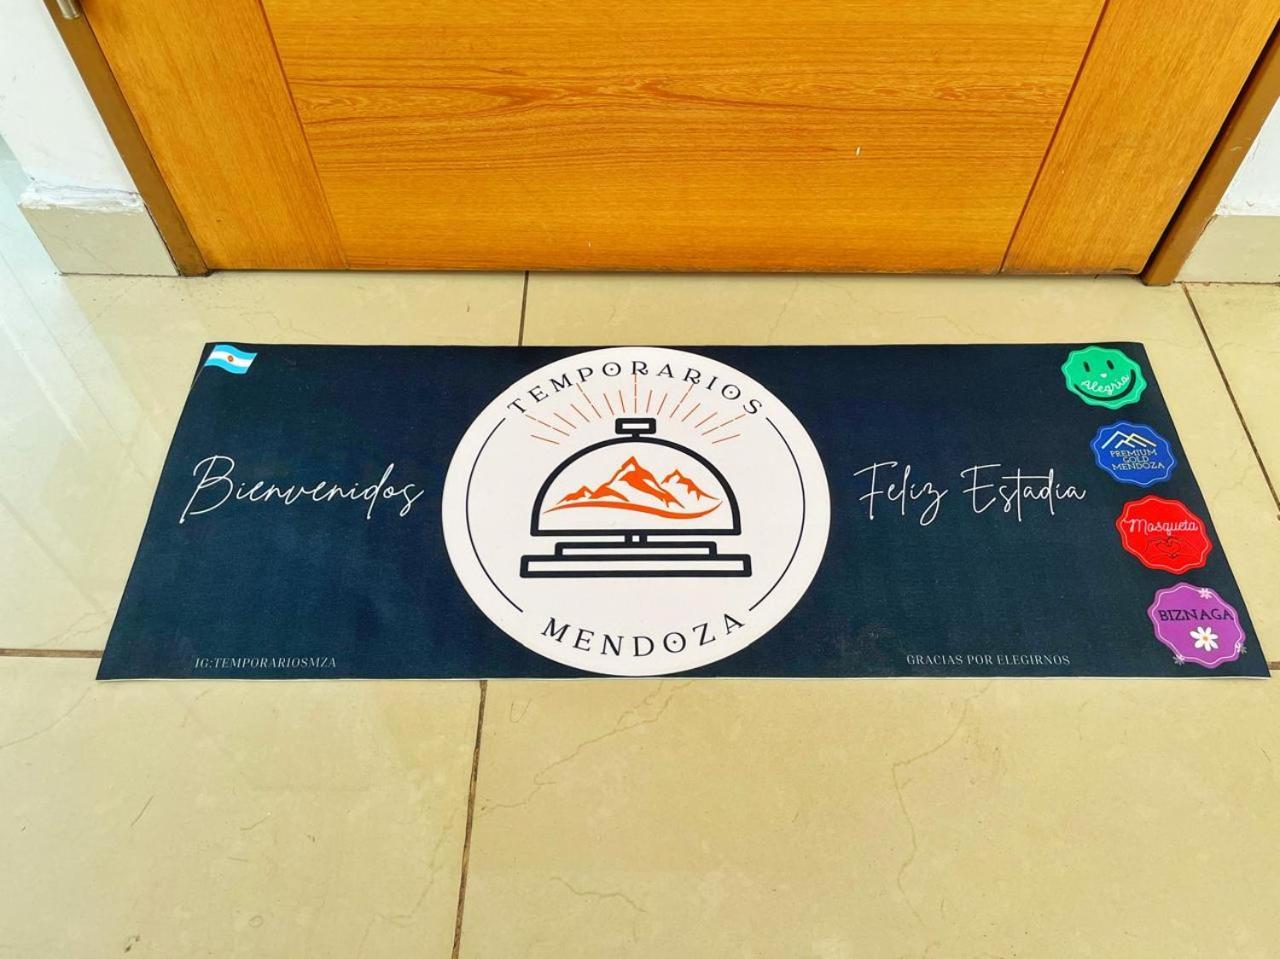 TEMPORARIOS
Bienvenidos
Feliz Estadia
MENDOZA
IG:TEMPORARIOSMZA
GRACIAS POR ELEGIRNOS
Alegria
PREMIUM
GOLD
MENDOZA
Mosqueta
BIZNAGA